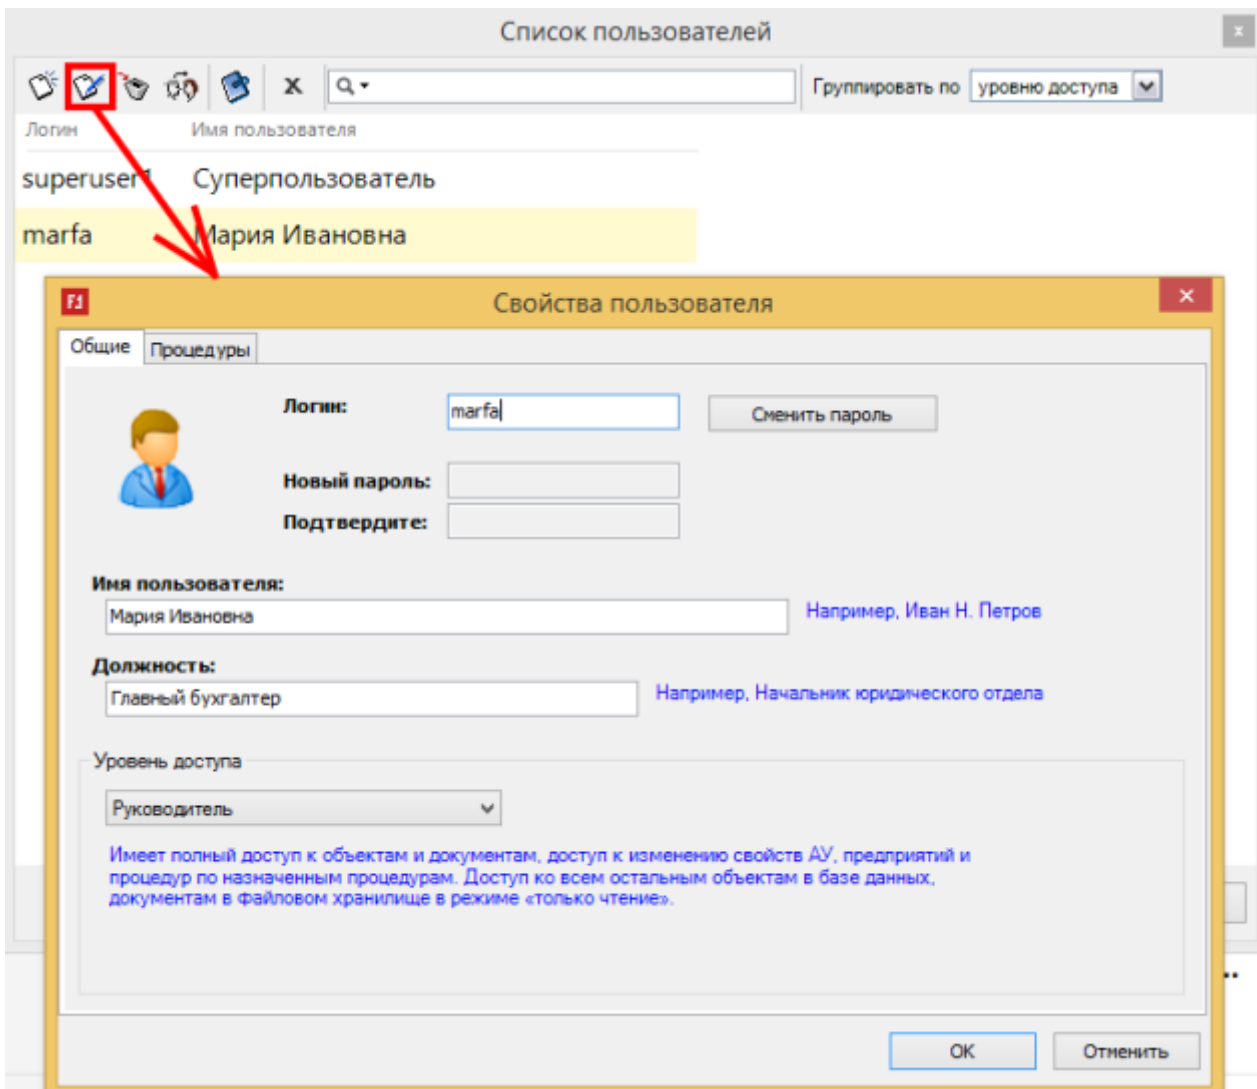 Список пользователей
x
Группировать по уровню доступа
Логин Имя пользователя
superuser1 Суперпользователь
marfa Мария Ивановна
F1 Свойства пользователя
Общие Процедуры
Логин: marfa Сменить пароль
Новый пароль:
Подтвердите:
Имя пользователя:
Мария Ивановна Например, Иван Н. Петров
Должность:
Главный бухгалтер Например, Начальник юридического отдела
Уровень доступа
Руководитель
Имеет полный доступ к объектам и документам, доступ к изменению свойств АУ, предприятий и
процедур по назначенным процедурам. Доступ ко всем остальным объектам в базе данных,
документам в файловом хранилище в режиме «только чтение».
ОК Отменить